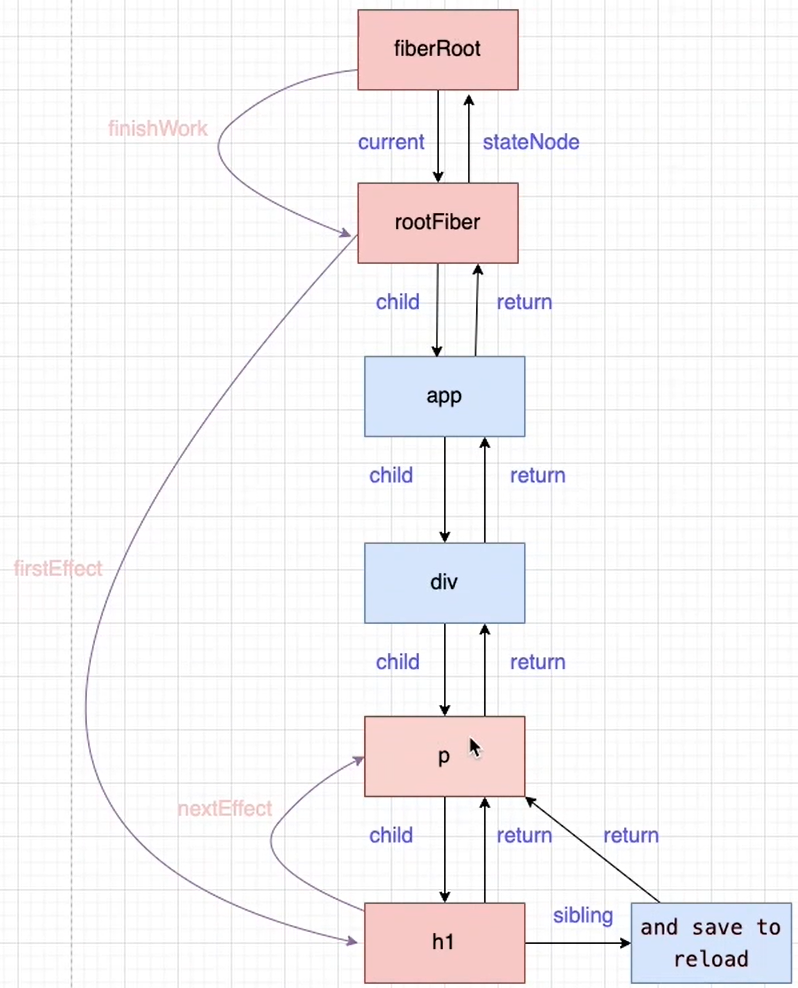 fiberRoot
finishWork
current
stateNode
rootFiber
child
return
app
child
return
firstEffect
div
child
return
p
nextEffect
child
return
return
h1
sibling
and save to
reload